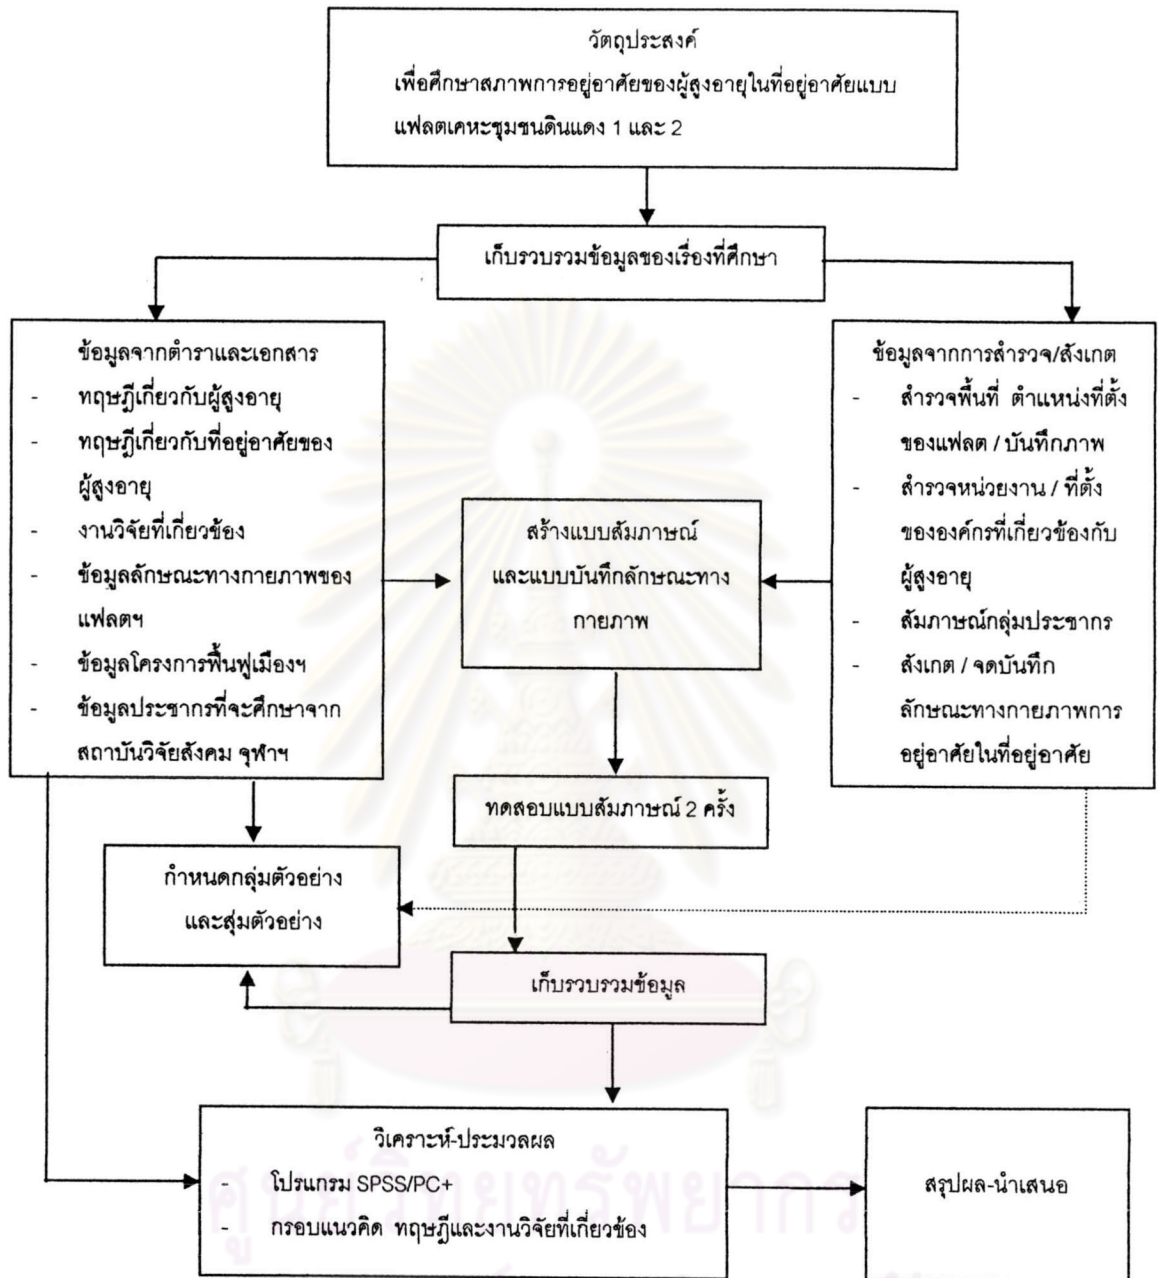 วัตถุประสงค์
เพื่อศึกษาสภาพการอยู่อาศัยของผู้สูงอายุในที่อยู่อาศัยแบบ
แฟลตเคหะชุมชนดินแดง 1 และ 2
เก็บรวบรวมข้อมูลของเรื่องที่ศึกษา
ข้อมูลจากตำราและเอกสาร
- ทฤษฎีเกี่ยวกับผู้สูงอายุ
- ทฤษฎีเกี่ยวกับที่อยู่อาศัยของ
ผู้สูงอายุ
- งานวิจัยที่เกี่ยวข้อง
- ข้อมูลลักษณะทางกายภาพของ
แฟลตฯ
- ข้อมูลโครงการฟื้นฟูเมืองฯ
- ข้อมูลประชากรที่จะศึกษาจาก
สถาบันวิจัยสังคม จุฬาฯ
สร้างแบบสัมภาษณ์
และแบบบันทึกลักษณะทาง
กายภาพ
ข้อมูลจากการสำรวจ/สังเกต
- สำรวจพื้นที่ ตำแหน่งที่ตั้ง
ของแฟลต / บันทึกภาพ
- สำรวจหน่วยงาน / ที่ตั้ง
ขององค์กรที่เกี่ยวข้องกับ
ผู้สูงอายุ
- สัมภาษณ์กลุ่มประชากร
- สังเกต / จดบันทึก
ลักษณะทางกายภาพการ
อยู่อาศัยในที่อยู่อาศัย
ทดสอบแบบสัมภาษณ์ 2 ครั้ง
กำหนดกลุ่มตัวอย่าง
และสุ่มตัวอย่าง
เก็บรวบรวมข้อมูล
วิเคราะห์-ประมวลผล
- โปรแกรม SPSS/PC+
- กรอบแนวคิด ทฤษฎีและงานวิจัยที่เกี่ยวข้อง
สรุปผล-นำเสนอ
ศูนย์วิทยทรัพยากร